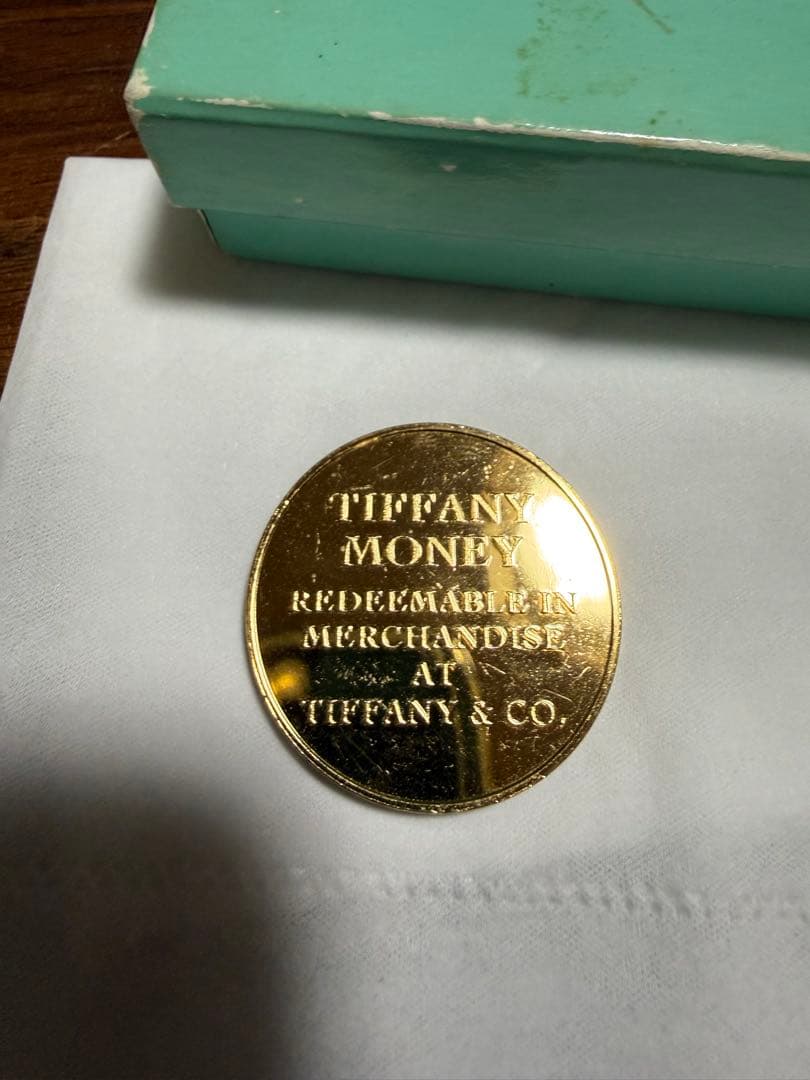 TIFFANY
MONEY
REDEEMABLE IN
MERCHANDISE
AT
TIFFANY & CO.